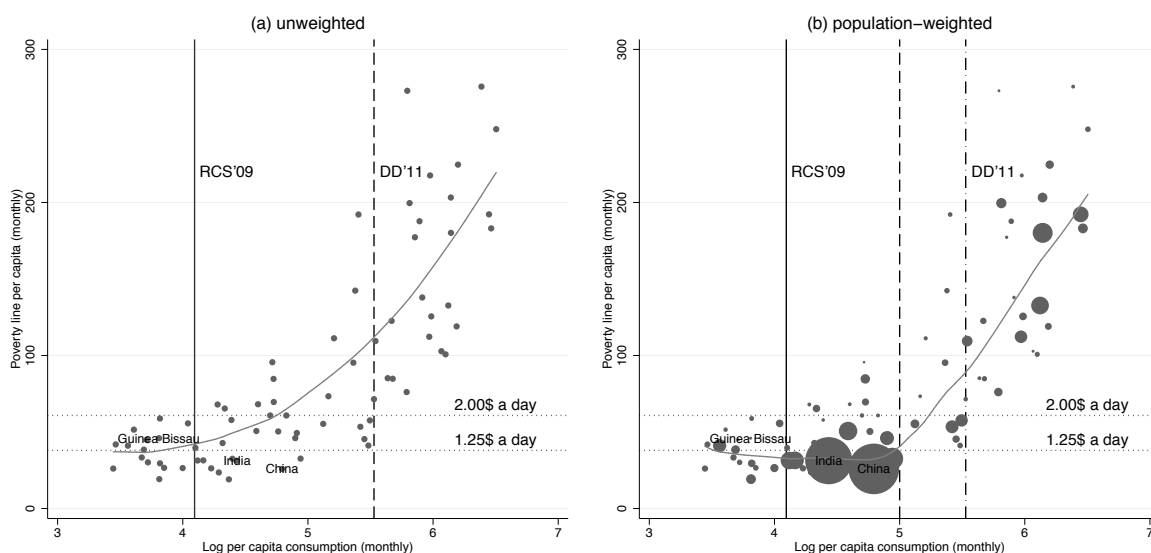 (a) unweighted
Poverty line per capita (monthly)
300
200
100
0
RCS'09
DD'11
2.00$ a day
1.25$ a day
Guinea Bissau
India
China
3 4 5 6 7
Log per capita consumption (monthly)
(b) population−weighted
Poverty line per capita (monthly)
300
200
100
0
RCS'09
DD'11
2.00$ a day
1.25$ a day
Guinea Bissau
India
China
3 4 5 6 7
Log per capita consumption (monthly)